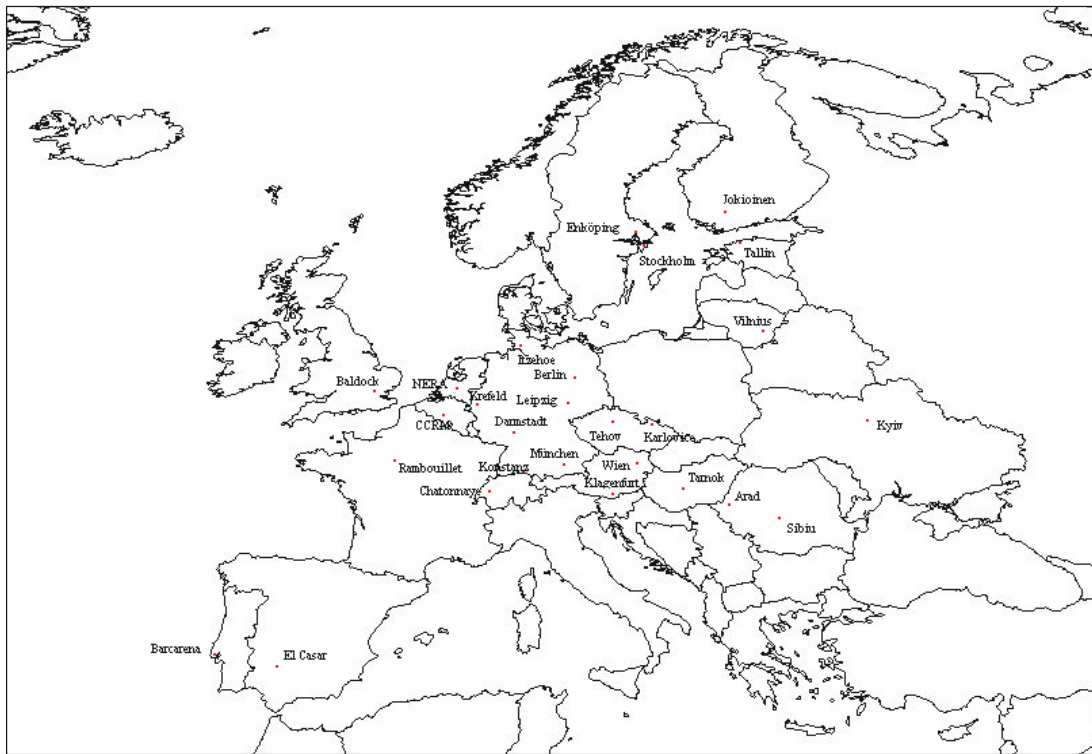 Jokioinen
Enköping
Tallin
Stockholm
Vilnius
Itzehoe
Berlin
Baldock
NERA
Krefeld
Leipzig
CCRM
Darmstadt
Tehov
Karlovice
Kyiv
München
Rambouillet
Konstanz
Wien
Klagenfurt
Tarnok
Chatonnaye
Arad
Sibiu
Barcarena
El Casar